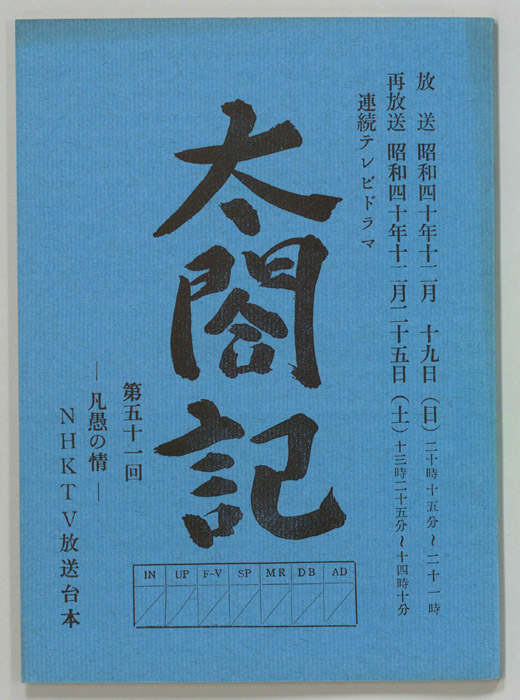 放　送　昭和四十年十二月　十九日（日）二十時十五分～二十一時
再放送　昭和四十年十二月二十五日（土）十三時二十五分～十四時十分
連続テレビドラマ
太閤記
第五十一回
―凡愚の情―
NHKTV放送台本
IN UP F-V SP MR DB AD